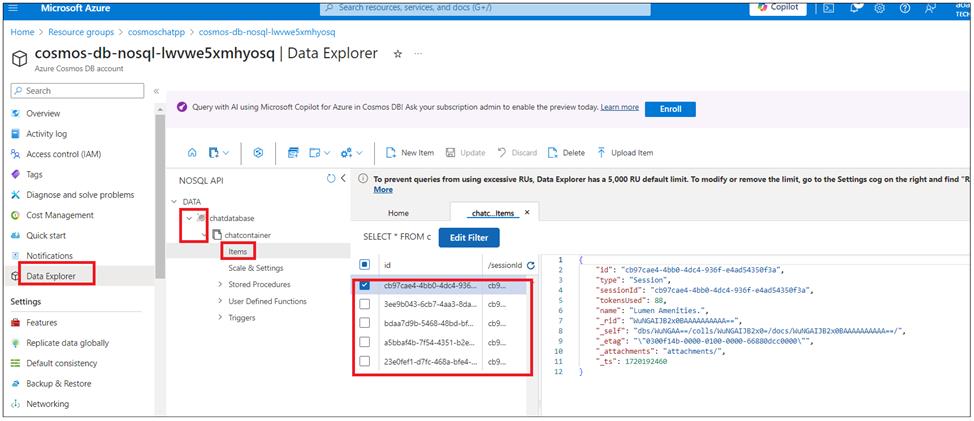 Microsoft Azure
Search resources, services, and docs (G+/)
Copilot
Home > Resource groups > cosmoschatpp > cosmos-db-nosql-lwvwe5xmhyosq
cosmos-db-nosql-lwvwe5xmhyosq | Data Explorer
Azure Cosmos DB account
Search
Overview
Activity log
Access control (IAM)
Tags
Diagnose and solve problems
Cost Management
Quick start
Notifications
Data Explorer
Settings
Features
Replicate data globally
Default consistency
Backup & Restore
Networking
Query with AI using Microsoft Copilot for Azure in Cosmos DB! Ask your subscription admin to enable the preview today. Learn more
Enroll
New Item
Update
Discard
Delete
Upload Item
NOSQL API
DATA
chatdatabase
chatcontainer
Items
Scale & Settings
Stored Procedures
User Defined Functions
Triggers
To prevent queries from using excessive RUs, Data Explorer has a 5,000 RU default limit. To modify or remove the limit, go to the Settings cog on the right and find "R
More
Home
chatc...Items
SELECT * FROM c
Edit Filter
id /sessionId
cb97cae4-4bb0-4dc4-936... cb9...
3ee9b043-6cb7-4aa3-8da... cb9...
bdaa7d9b-5468-48bd-bf... cb9...
a5bbaf4b-7f54-4351-b2e... cb9...
23e0fef1-d7fc-468a-bfe4-... cb9...
1 {
2 "id": "cb97cae4-4bb0-4dc4-936f-e4ad54350f3a",
3 "type": "Session",
4 "sessionId": "cb97cae4-4bb0-4dc4-936f-e4ad54350f3a",
5 "tokensUsed": 88,
6 "name": "Lumen Amenities.",
7 "_rid": "WuNGAIJB2x0BAAAAAAAAAA==",
8 "_self": "dbs/WuNGAA==/colls/WuNGAIJB2x0=/docs/WuNGAIJB2x0BAAAAAAAAAA==/",
9 "_etag": "\"0300f14b-0000-0100-0000-66880dcc0000\"",
10 "_attachments": "attachments/",
11 "_ts": 1720192460
12 }